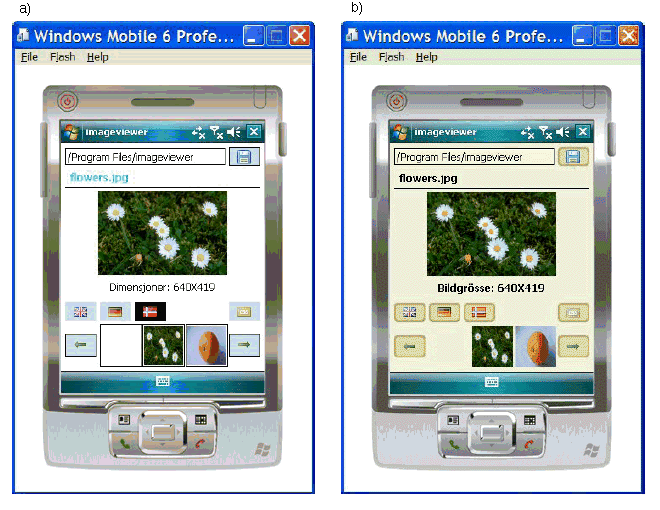 a)
Windows Mobile 6 Profe...
File Flash Help
imageviewer
/Program Files/imageviewer
flowers.jpg
Dimensjoner: 640X419
b)
Windows Mobile 6 Profe...
File Flash Help
imageviewer
/Program Files/imageviewer
flowers.jpg
Bildgrösse: 640X419